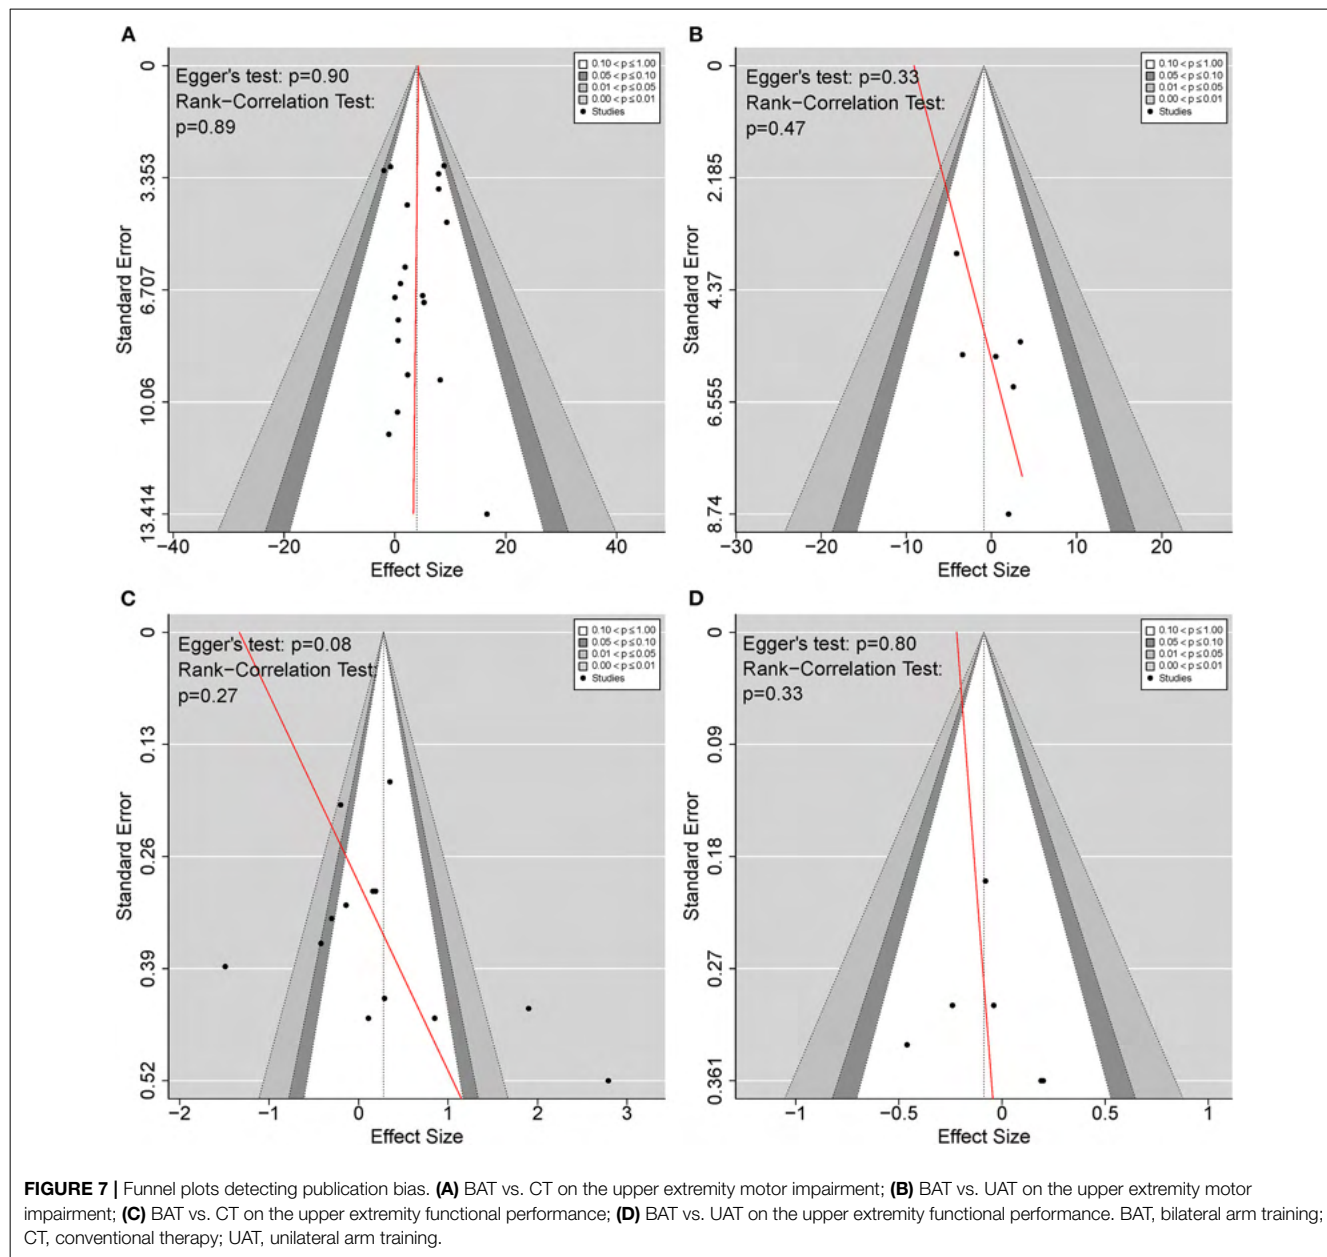 A
Egger's test: p=0.90
Rank−Correlation Test:
p=0.89
0.10 < p ≤ 1.00
0.05 < p ≤ 0.10
0.01 < p ≤ 0.05
0.00 < p ≤ 0.01
Studies
Standard Error
0
3.353
6.707
10.06
13.414
−40
−20
0
20
40
Effect Size
B
Egger's test: p=0.33
Rank−Correlation Test:
p=0.47
0.10 < p ≤ 1.00
0.05 < p ≤ 0.10
0.01 < p ≤ 0.05
0.00 < p ≤ 0.01
Studies
Standard Error
0
2.185
4.37
6.555
8.74
−30
−20
−10
0
10
20
Effect Size
C
Egger's test: p=0.08
Rank−Correlation Test:
p=0.27
0.10 < p ≤ 1.00
0.05 < p ≤ 0.10
0.01 < p ≤ 0.05
0.00 < p ≤ 0.01
Studies
Standard Error
0
0.13
0.26
0.39
0.52
−2
−1
0
1
2
3
Effect Size
D
Egger's test: p=0.80
Rank−Correlation Test:
p=0.33
0.10 < p ≤ 1.00
0.05 < p ≤ 0.10
0.01 < p ≤ 0.05
0.00 < p ≤ 0.01
Studies
Standard Error
0
0.09
0.18
0.27
0.361
−1
−0.5
0
0.5
1
Effect Size
FIGURE 7 | Funnel plots detecting publication bias. (A) BAT vs. CT on the upper extremity motor impairment; (B) BAT vs. UAT on the upper extremity motor
impairment; (C) BAT vs. CT on the upper extremity functional performance; (D) BAT vs. UAT on the upper extremity functional performance. BAT, bilateral arm training;
CT, conventional therapy; UAT, unilateral arm training.